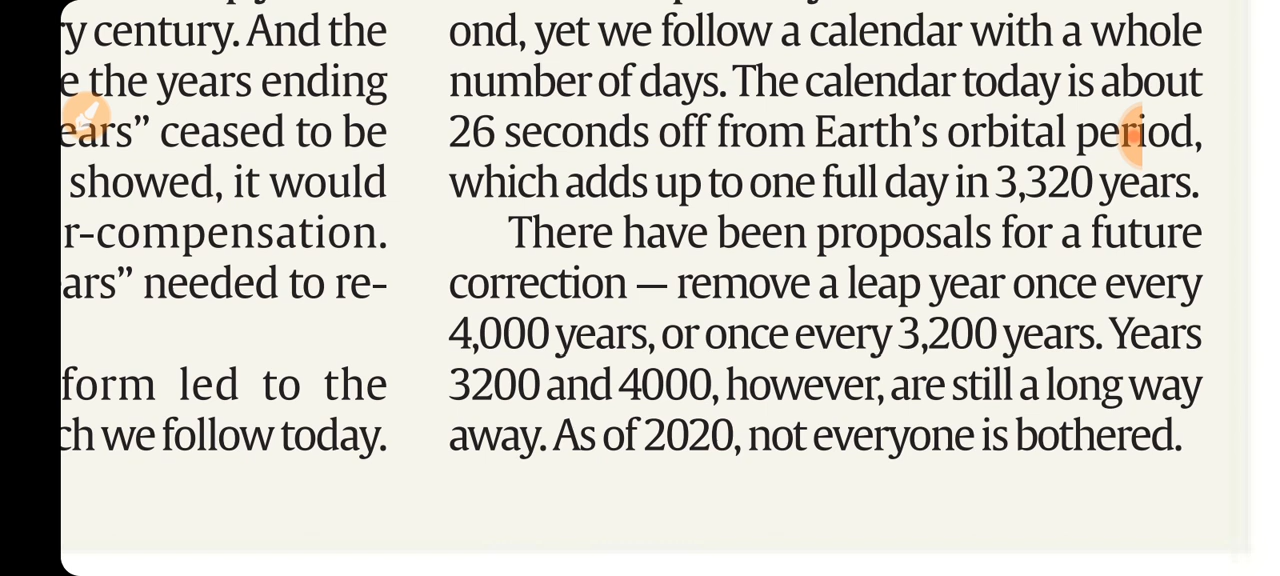 y century. And the
e the years ending
ears” ceased to be
showed, it would
r-compensation.
ars” needed to re-
form led to the
ch we follow today.
ond, yet we follow a calendar with a whole
number of days. The calendar today is about
26 seconds off from Earth’s orbital period,
which adds up to one full day in 3,320 years.
There have been proposals for a future
correction — remove a leap year once every
4,000 years, or once every 3,200 years. Years
3200 and 4000, however, are still a long way
away. As of 2020, not everyone is bothered.